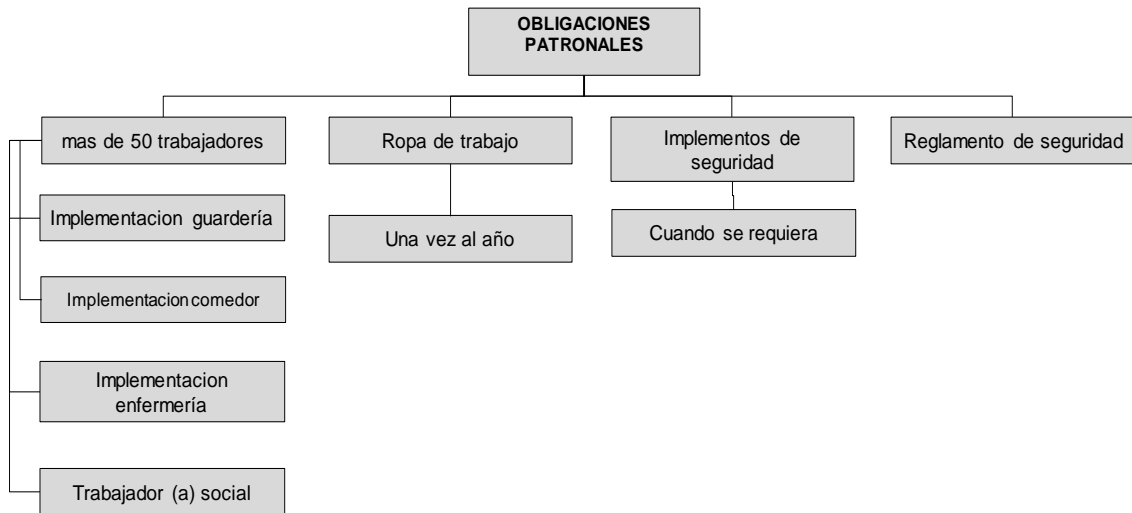 OBLIGACIONES
PATRONALES
mas de 50 trabajadores
Ropa de trabajo
Implementos de
seguridad
Reglamento de seguridad
Implementacion guardería
Una vez al año
Cuando se requiera
Implementacion comedor
Implementacion
enfermería
Trabajador (a) social